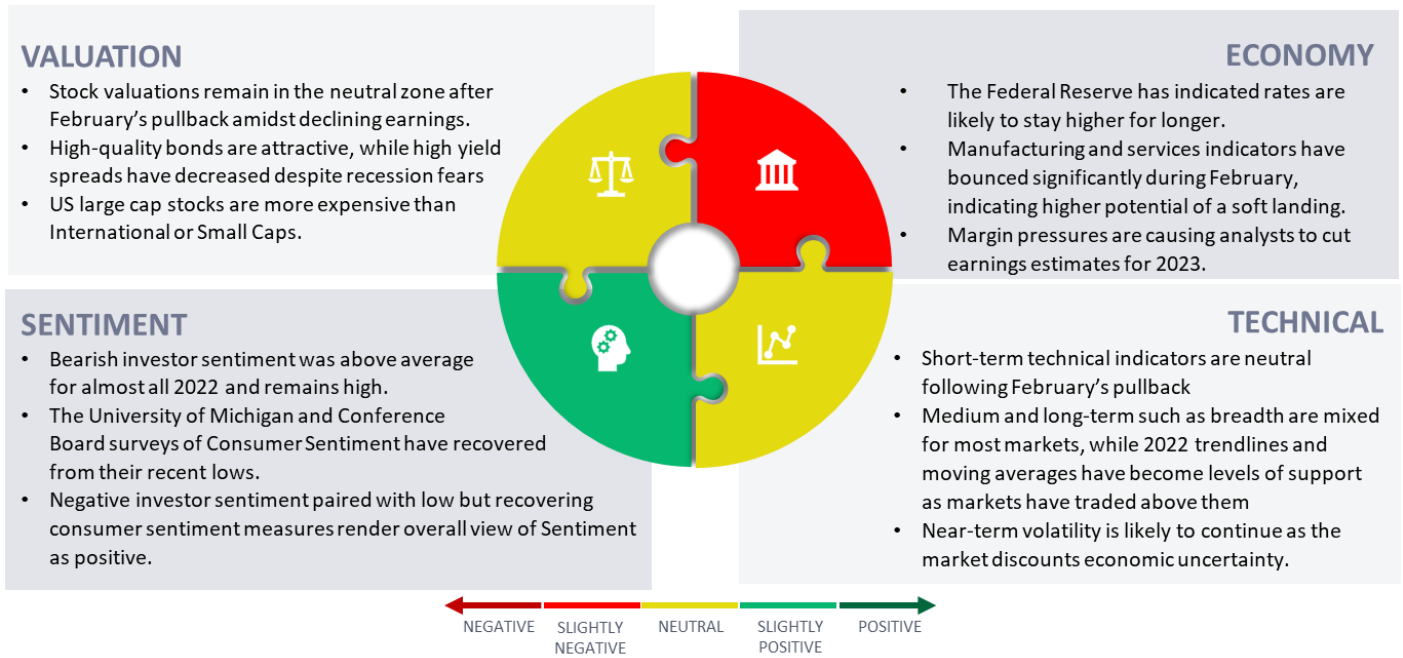 VALUATION
• Stock valuations remain in the neutral zone after
February’s pullback amidst declining earnings.
• High-quality bonds are attractive, while high yield
spreads have decreased despite recession fears
• US large cap stocks are more expensive than
International or Small Caps.
ECONOMY
• The Federal Reserve has indicated rates are
likely to stay higher for longer.
• Manufacturing and services indicators have
bounced significantly during February,
indicating higher potential of a soft landing.
• Margin pressures are causing analysts to cut
earnings estimates for 2023.
SENTIMENT
• Bearish investor sentiment was above average
for almost all 2022 and remains high.
• The University of Michigan and Conference
Board surveys of Consumer Sentiment have recovered
from their recent lows.
• Negative investor sentiment paired with low but recovering
consumer sentiment measures render overall view of Sentiment
as positive.
TECHNICAL
• Short-term technical indicators are neutral
following February’s pullback
• Medium and long-term such as breadth are mixed
for most markets, while 2022 trendlines and
moving averages have become levels of support
as markets have traded above them
• Near-term volatility is likely to continue as the
market discounts economic uncertainty.
NEGATIVE
SLIGHTLY
NEGATIVE
NEUTRAL
SLIGHTLY
POSITIVE
POSITIVE